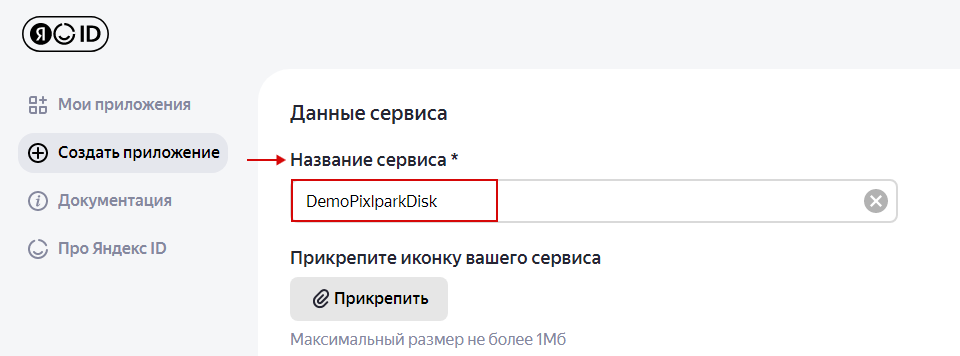 Я ID
Мои приложения
Создать приложение
Документация
Про Яндекс ID
Данные сервиса
Название сервиса *
DemoPixlparkDisk
Прикрепите иконку вашего сервиса
Прикрепить
Максимальный размер не более 1Мб